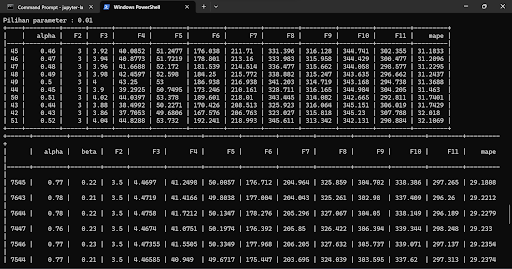 Command Prompt - jupyter-la
Windows PowerShell
Pilihan parameter : 0.01
| | alpha | F2 | F3 | F4 | F5 | F6 | F7 | F8 | F9 | F10 | F11 | mape |
| 45 | 0.46 | 3 | 3.92 | 40.0852 | 51.2477 | 176.038 | 211.71 | 331.396 | 316.128 | 344.741 | 302.355 | 31.1833 |
| 46 | 0.47 | 3 | 3.94 | 40.8773 | 51.7219 | 178.801 | 213.16 | 333.983 | 315.958 | 344.429 | 300.477 | 31.2096 |
| 47 | 0.48 | 3 | 3.96 | 41.6688 | 52.172 | 181.539 | 214.514 | 336.477 | 315.662 | 344.058 | 298.577 | 31.2295 |
| 48 | 0.49 | 3 | 3.98 | 42.4597 | 52.598 | 184.25 | 215.772 | 338.882 | 315.247 | 343.635 | 296.662 | 31.2437 |
| 49 | 0.5 | 3 | 4 | 43.25 | 53 | 186.938 | 216.938 | 341.203 | 314.719 | 343.168 | 294.738 | 31.3688 |
| 44 | 0.45 | 3 | 3.9 | 39.2925 | 50.7495 | 173.246 | 210.161 | 328.711 | 316.165 | 344.984 | 304.205 | 31.463 |
| 50 | 0.51 | 3 | 4.02 | 44.0397 | 53.378 | 189.601 | 218.01 | 343.445 | 314.082 | 342.665 | 292.811 | 31.7401 |
| 43 | 0.44 | 3 | 3.88 | 38.4992 | 50.2271 | 170.426 | 208.513 | 325.923 | 316.064 | 345.151 | 306.019 | 31.7429 |
| 42 | 0.43 | 3 | 3.86 | 37.7053 | 49.6806 | 167.576 | 206.763 | 323.027 | 315.818 | 345.23 | 307.788 | 32.018 |
| 51 | 0.52 | 3 | 4.04 | 44.8288 | 53.732 | 192.241 | 218.993 | 345.611 | 313.342 | 342.131 | 290.884 | 32.1069 |
| | alpha | beta | F2 | F3 | F4 | F5 | F6 | F7 | F8 | F9 | F10 | F11 | mape |
| 7545 | 0.77 | 0.22 | 3.5 | 4.4697 | 41.2498 | 50.0857 | 176.712 | 204.964 | 325.859 | 304.782 | 338.386 | 297.265 | 29.1808 |
| 7643 | 0.78 | 0.21 | 3.5 | 4.4719 | 41.4166 | 49.8038 | 177.004 | 204.043 | 325.261 | 302.98 | 337.409 | 296.26 | 29.2212 |
| 7644 | 0.78 | 0.22 | 3.5 | 4.4758 | 41.7212 | 50.1347 | 178.276 | 205.296 | 327.067 | 304.05 | 338.149 | 296.189 | 29.2279 |
| 7447 | 0.76 | 0.23 | 3.5 | 4.4674 | 41.0751 | 50.1974 | 176.392 | 205.85 | 326.422 | 306.394 | 339.344 | 298.248 | 29.233 |
| 7546 | 0.77 | 0.23 | 3.5 | 4.47355 | 41.5505 | 50.3349 | 177.968 | 206.205 | 327.632 | 305.737 | 339.071 | 297.137 | 29.2354 |
| 7544 | 0.77 | 0.21 | 3.5 | 4.46585 | 40.949 | 49.6717 | 175.447 | 203.695 | 324.039 | 303.595 | 337.62 | 297.313 | 29.2374 |